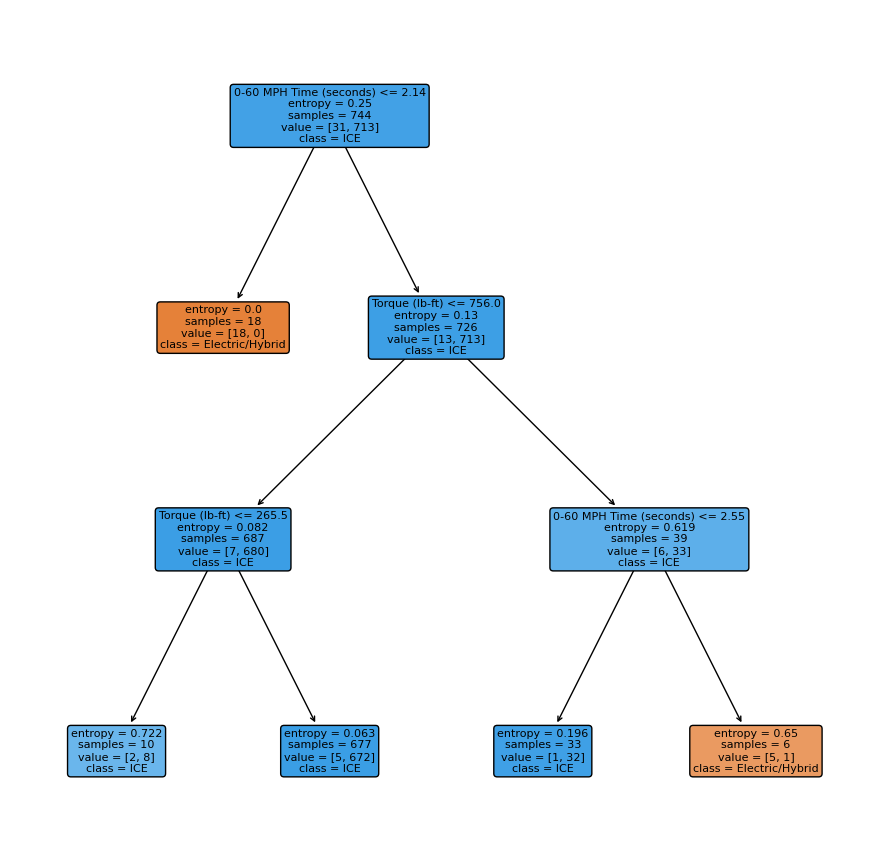 0-60 MPH Time (seconds) <= 2.14
entropy = 0.25
samples = 744
value = [31, 713]
class = ICE
entropy = 0.0
samples = 18
value = [18, 0]
class = Electric/Hybrid
Torque (lb-ft) <= 756.0
entropy = 0.13
samples = 726
value = [13, 713]
class = ICE
Torque (lb-ft) <= 265.5
entropy = 0.082
samples = 687
value = [7, 680]
class = ICE
0-60 MPH Time (seconds) <= 2.55
entropy = 0.619
samples = 39
value = [6, 33]
class = ICE
entropy = 0.722
samples = 10
value = [2, 8]
class = ICE
entropy = 0.063
samples = 677
value = [5, 672]
class = ICE
entropy = 0.196
samples = 33
value = [1, 32]
class = ICE
entropy = 0.65
samples = 6
value = [5, 1]
class = Electric/Hybrid